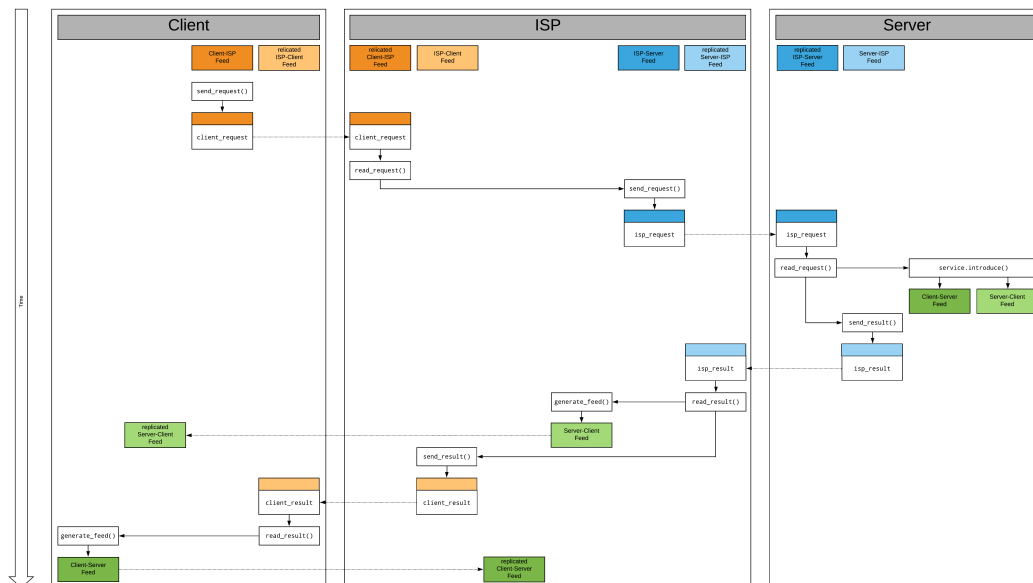 Client
ISP
Server
Client-ISP
Feed
relicated
ISP-Client
Feed
relicated
Client-ISP
Feed
ISP-Client
Feed
ISP-Server
Feed
replicated
Server-ISP
Feed
replicated
ISP-Server
Feed
Server-ISP
Feed
send_request()
client_request
client_request
read_request()
send_request()
isp_request
isp_request
read_request()
service.introduce()
Client-Server
Feed
Server-Client
Feed
Time
send_result()
isp_result
isp_result
generate_feed()
read_result()
replicated
Server-Client
Feed
Server-Client
Feed
send_result()
client_result
client_result
generate_feed()
read_result()
Client-Server
Feed
replicated
Client-Server
Feed